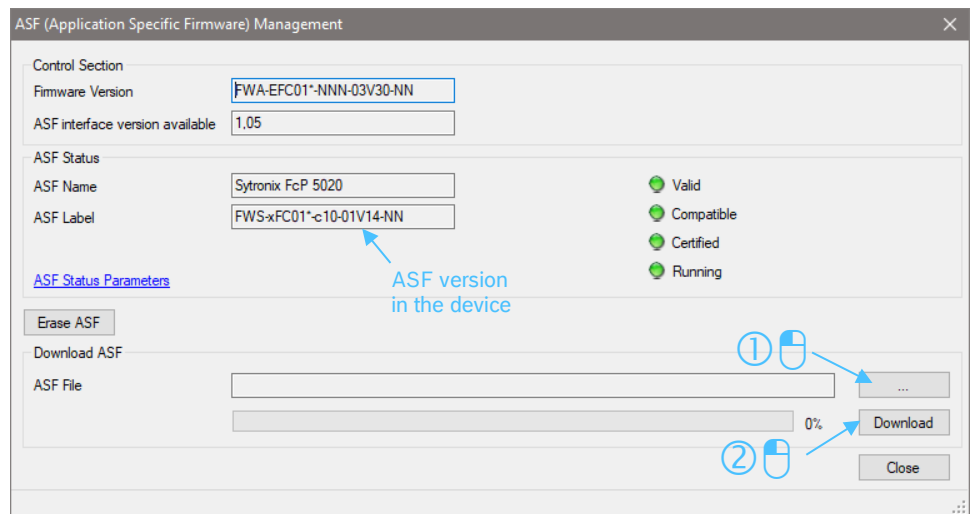 ASF (Application Specific Firmware) Management
Control Section
Firmware Version FWA-EFC01*-NNN-03V30-NN
ASF interface version available 1,05
ASF Status
ASF Name Sytronix FcP 5020 Valid
ASF Label FWS-xFC01*-c10-01V14-NN Compatible
Certified
ASF Status Parameters Running
ASF version
in the device
Erase ASF
Download ASF
①
ASF File ...
0% Download
②
Close